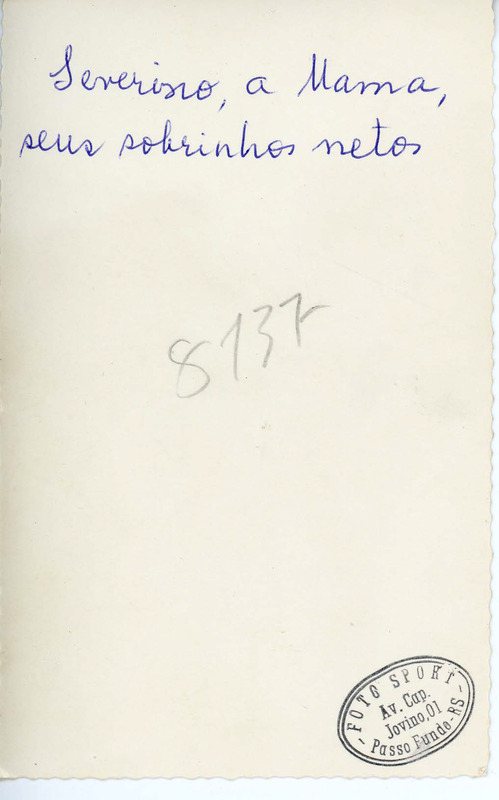 Severino, a Mama,
seus sobrinhos netos
8137
- FOTO SPORT -
Av. Cap.
Jovino,01
Passo Fundo-RS-